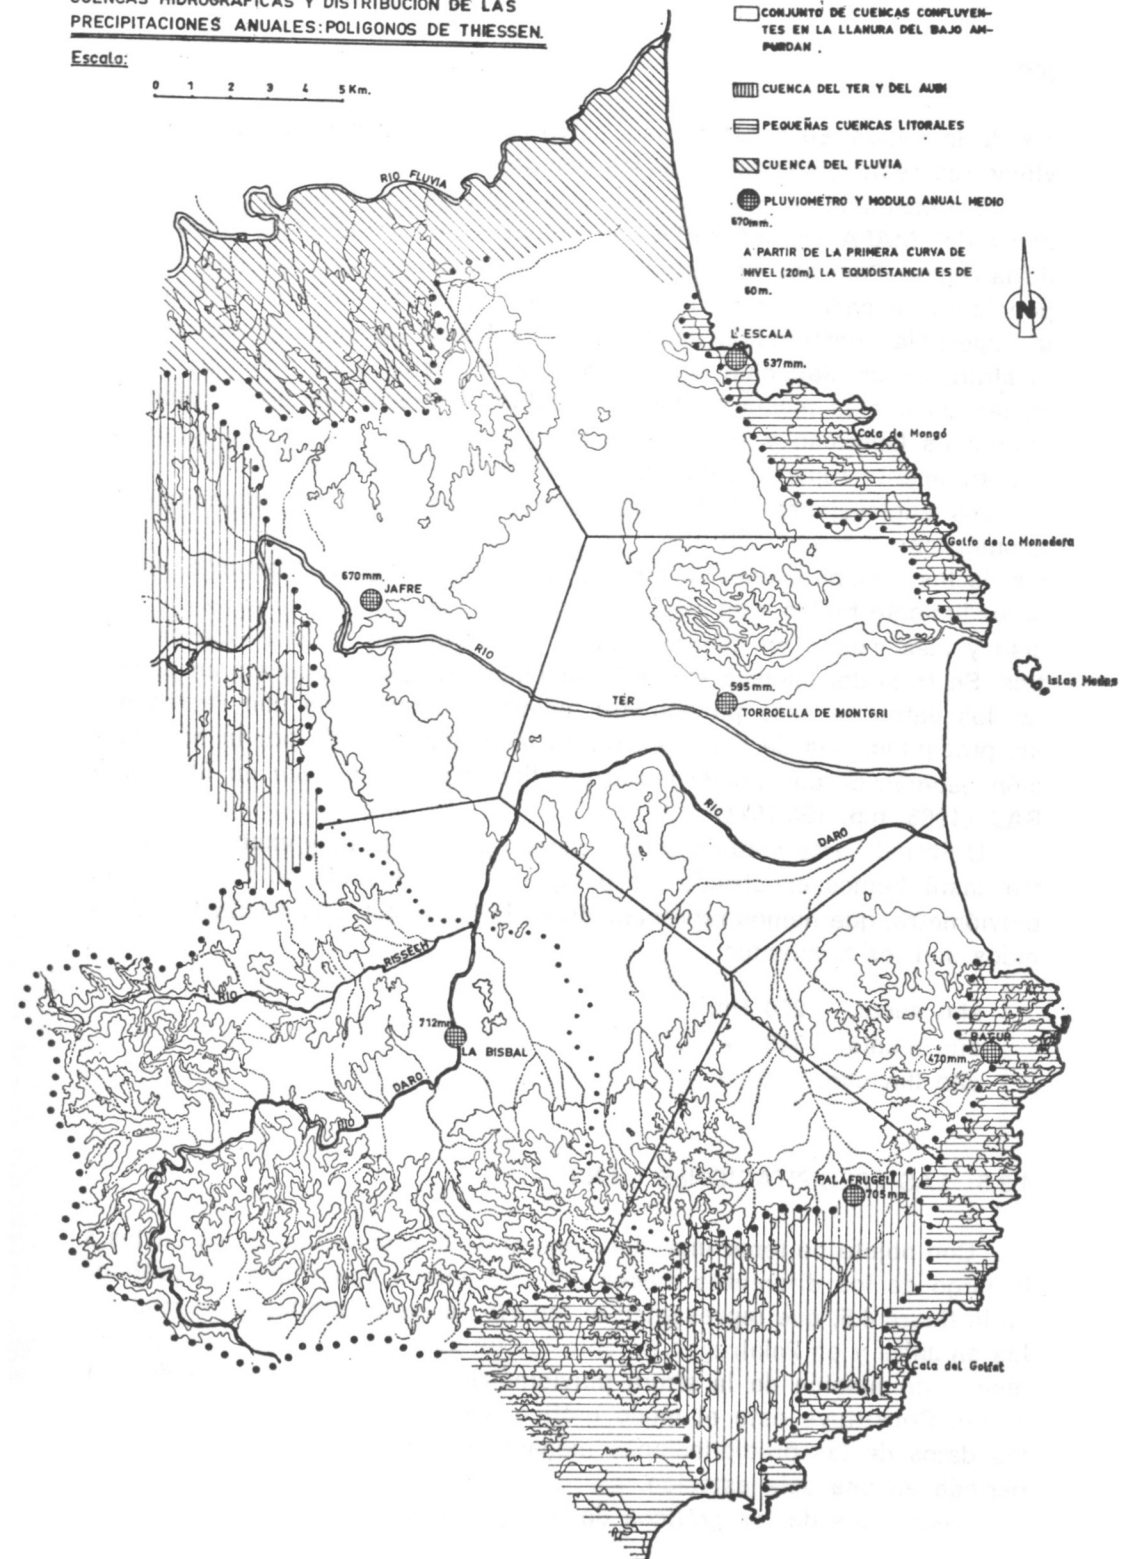 CUENCAS HIDROGRAFICAS Y DISTRIBUCION DE LAS
PRECIPITACIONES ANUALES: POLIGONOS DE THIESSEN.
Escala:
0 1 2 3 4 5 Km.
CONJUNTO DE CUENCAS CONFLUYEN-
TES EN LA LLANURA DEL BAJO AM-
PURDAN.
CUENCA DEL TER Y DEL AUBI
PEQUEÑAS CUENCAS LITORALES
CUENCA DEL FLUVIA
PLUVIOMETRO Y MODULO ANUAL MEDIO
670mm.
A PARTIR DE LA PRIMERA CURVA DE
NIVEL (20m). LA EQUIDISTANCIA ES DE
60m.
N
RIO FLUVIA
L'ESCALA
637mm.
Cala de Mongó
Golfo de la Monedera
670mm.
JAFRE
RIO
TER
595mm.
TORROELLA DE MONTGRI
Islas Medas
RIO
DARO
RISSECH
RIO
712mm
LA BISBAL
DARO
RIO
BAGUR
470mm.
PALAFRUGELL
705mm.
Cala del Golfet